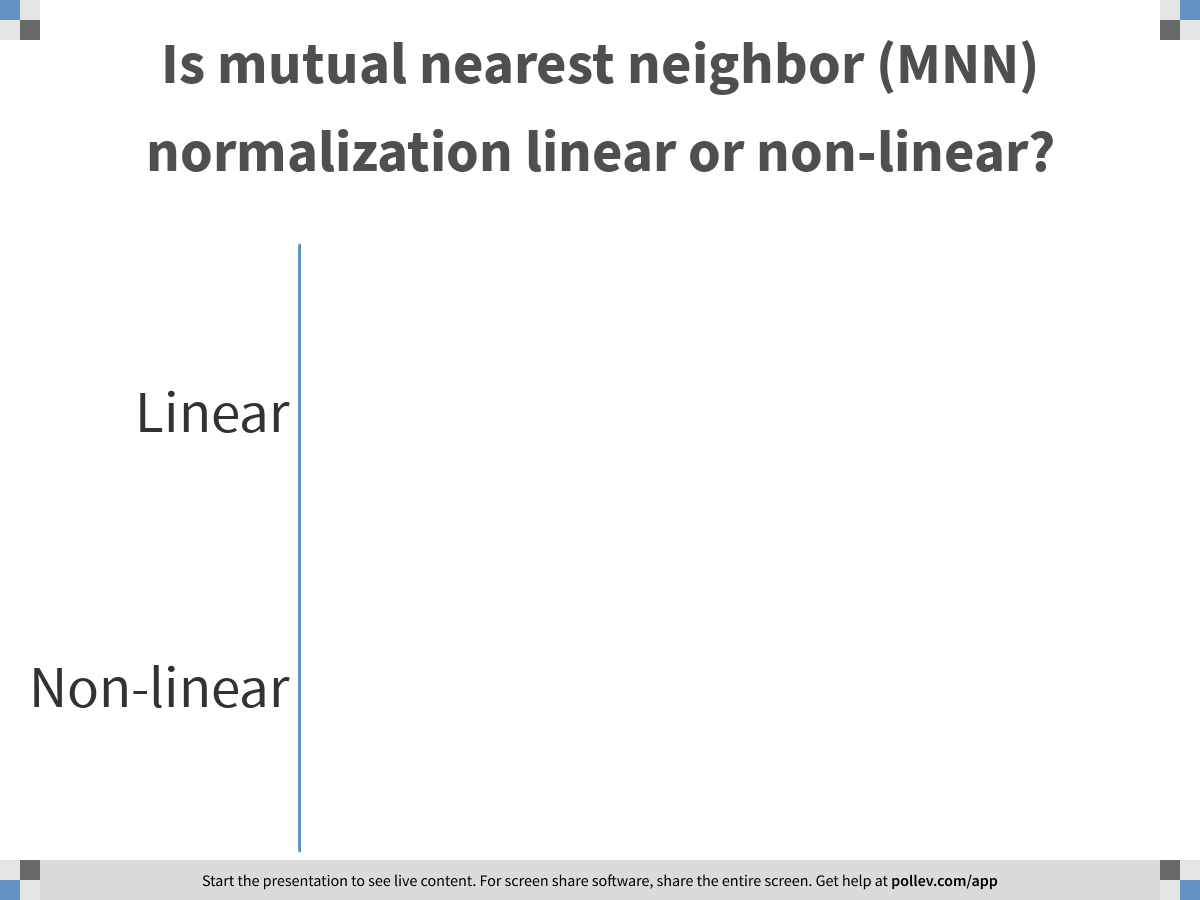 Is mutual nearest neighbor (MNN)
normalization linear or non-linear?
Linear
Non-linear
Start the presentation to see live content. For screen share software, share the entire screen. Get help at pollev.com/app